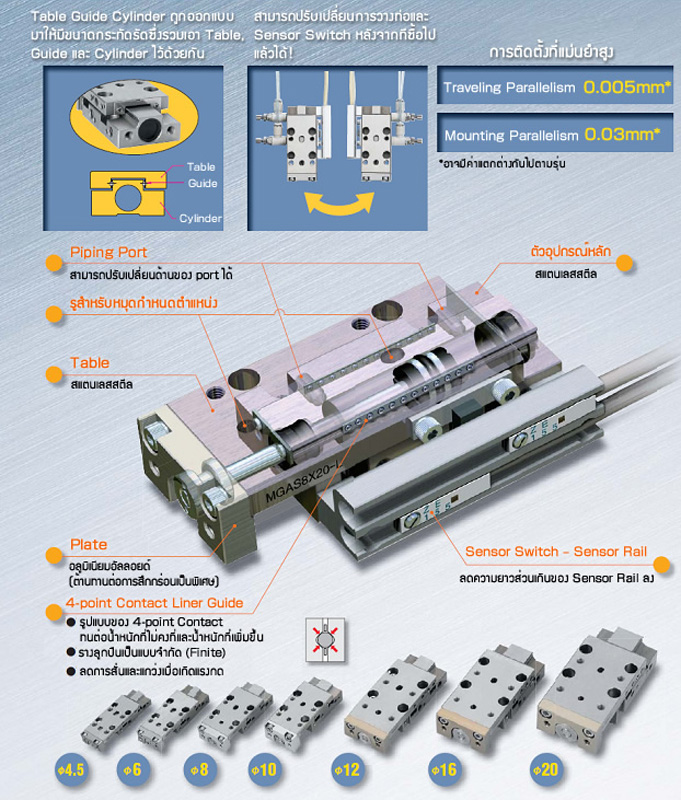 Table Guide Cylinder ถูกออกแบบ
มาให้มีขนาดกระทัดรัดซึ่งรวมเอา Table,
Guide และ Cylinder ไว้ด้วยกัน
Table
Guide
Cylinder
สามารถปรับเปลี่ยนการวางท่อและ
Sensor Switch หลังจากที่ซื้อไป
แล้วได้!
การติดตั้งที่แม่นยำสูง
Traveling Parallelism 0.005mm*
Mounting Parallelism 0.03mm*
*อาจมีค่าแตกต่างกันไปตามรุ่น
Piping Port
สามารถปรับเปลี่ยนด้านของ port ได้
ตัวอุปกรณ์หลัก
สแตนเลสสตีล
รูสำหรับหมุดกำหนดตำแหน่ง
Table
สแตนเลสสตีล
MGAS8X20-L
Plate
อลูมิเนียมอัลลอยด์
(ต้านทานต่อการสึกกร่อนเป็นพิเศษ)
Sensor Switch - Sensor Rail
ลดความยาวส่วนเกินของ Sensor Rail ลง
4-point Contact Liner Guide
● รูปแบบของ 4-point Contact
ทนต่อน้ำหนักที่ไม่คงที่และน้ำหนักที่เพิ่มขึ้น
● รางลูกปืนเป็นแบบจำกัด (Finite)
● ลดการสั่นและแกว่งเมื่อเกิดแรงกด
φ4.5
φ6
φ8
φ10
φ12
φ16
φ20